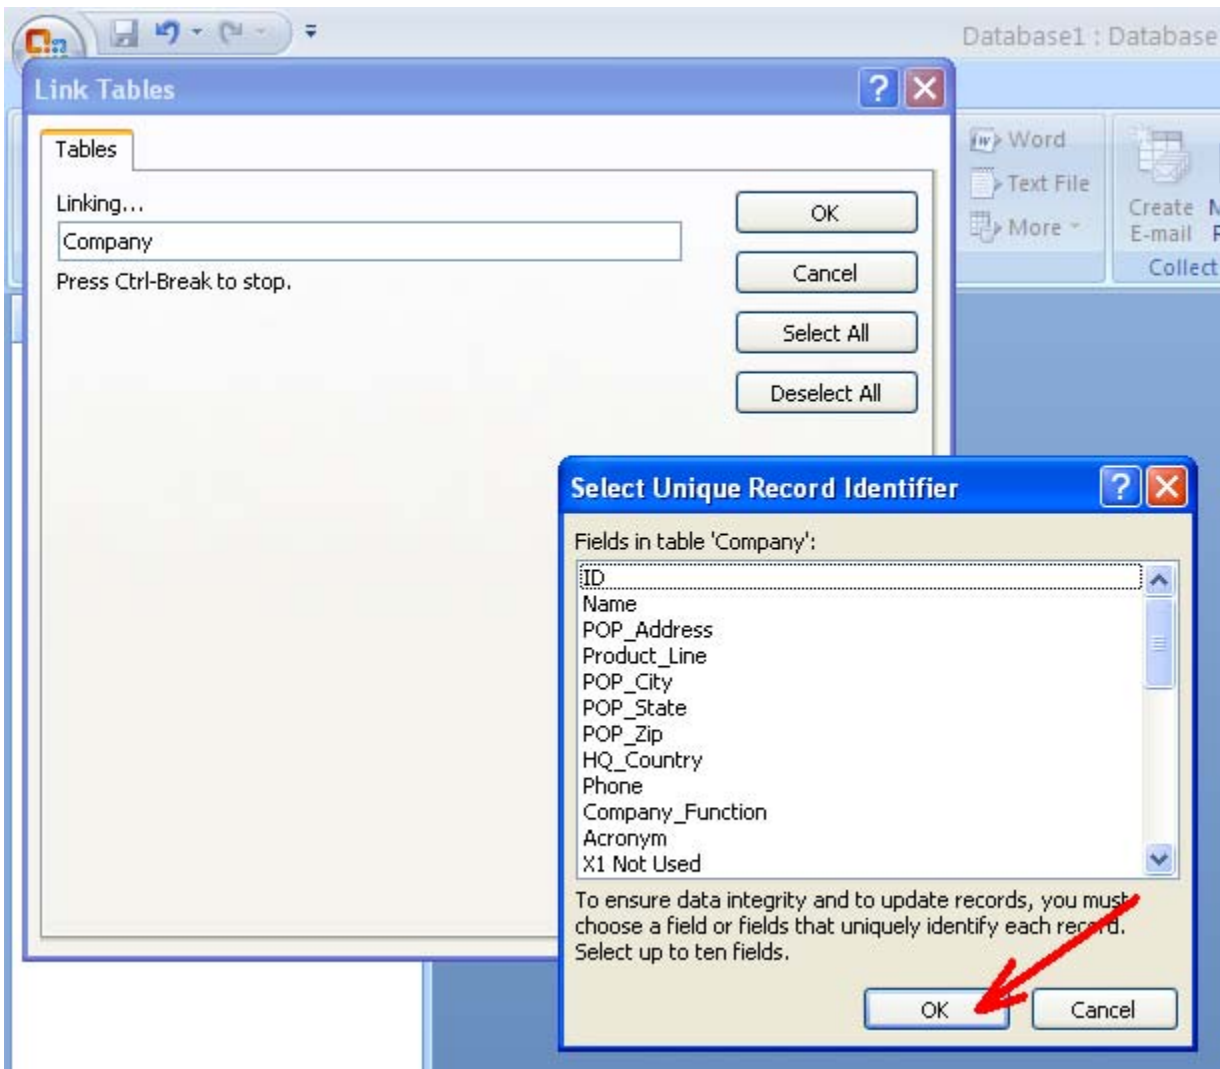 Database1 : Database
Link Tables
Tables
Linking...
Company
Press Ctrl-Break to stop.
OK
Cancel
Select All
Deselect All
Word
Text File
More
Create
E-mail
Collect
Select Unique Record Identifier
Fields in table 'Company':
ID
Name
POP_Address
Product_Line
POP_City
POP_State
POP_Zip
HQ_Country
Phone
Company_Function
Acronym
X1 Not Used
To ensure data integrity and to update records, you must
choose a field or fields that uniquely identify each record.
Select up to ten fields.
OK
Cancel